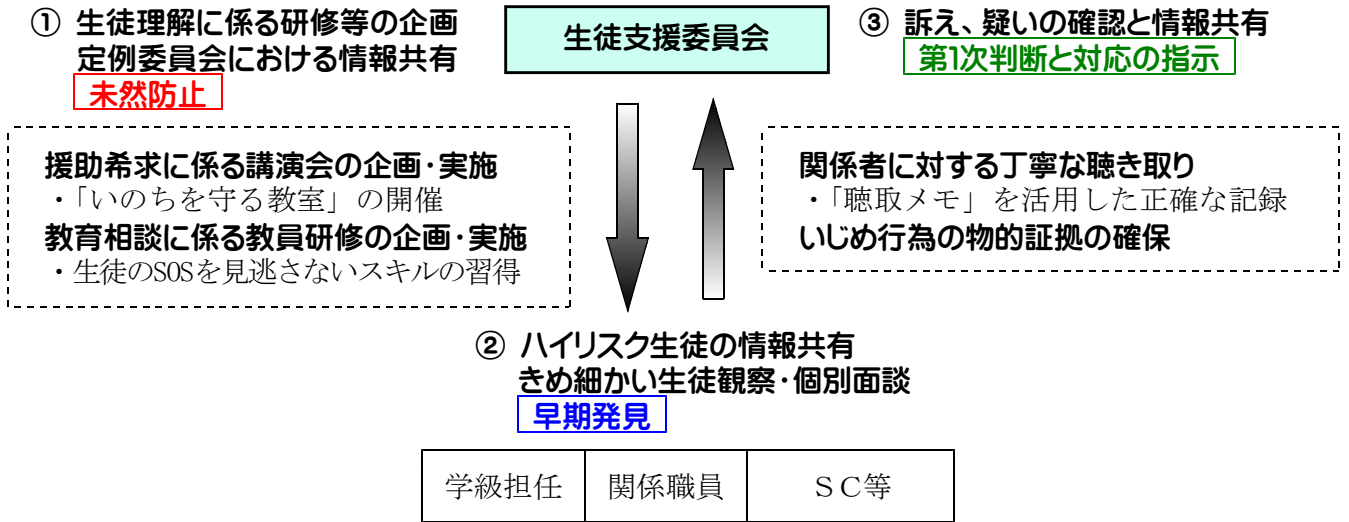 ① 生徒理解に係る研修等の企画
定例委員会における情報共有
未然防止
生徒支援委員会
③ 訴え、疑いの確認と情報共有
第1次判断と対応の指示
援助希求に係る講演会の企画・実施
・「いのちを守る教室」の開催
教育相談に係る教員研修の企画・実施
・生徒のSOSを見逃さないスキルの習得
関係者に対する丁寧な聴き取り
・「聴取メモ」を活用した正確な記録
いじめ行為の物的証拠の確保
② ハイリスク生徒の情報共有
きめ細かい生徒観察・個別面談
早期発見
学級担任 関係職員 ＳＣ等